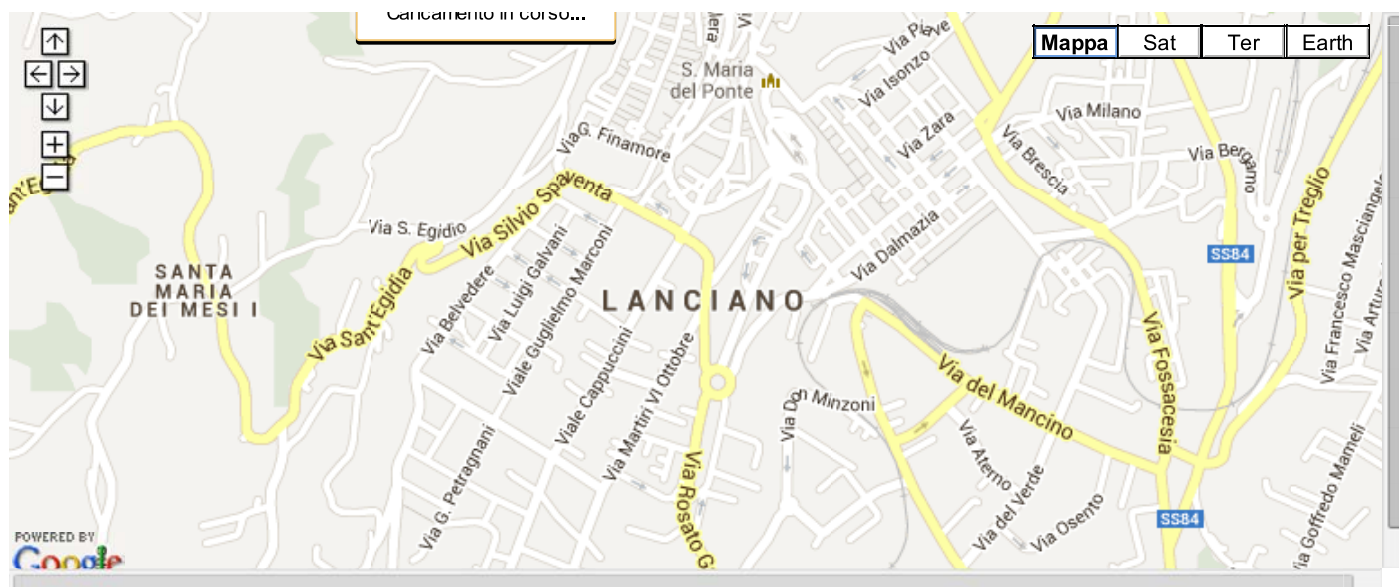 Caricamento in corso...
Mappa
Sat
Ter
Earth
Via Piave
S. Maria
del Ponte
Via Isonzo
Via Milano
Via Zara
Via G. Finamore
Via Brescia
Via Bergamo
Via Silvio Spaventa
Via S. Egidio
Via per Treglio
Via Dalmazia
SS84
SANTA
MARIA
DEI MESI I
Via Sant'Egidia
Via Belvedere
Via Luigi Galvani
Viale Guglielmo Marconi
LANCIANO
Via Francesco Masciangelo
Via Arturo
Viale Cappuccini
Via Martiri VI Ottobre
Via Don Minzoni
Via del Mancino
Via Fossacesia
Via G. Petragnani
Via Rosato G
Via Aterno
Via del Verde
Via Osento
Via Goffredo Mameli
SS84
POWERED BY
Google